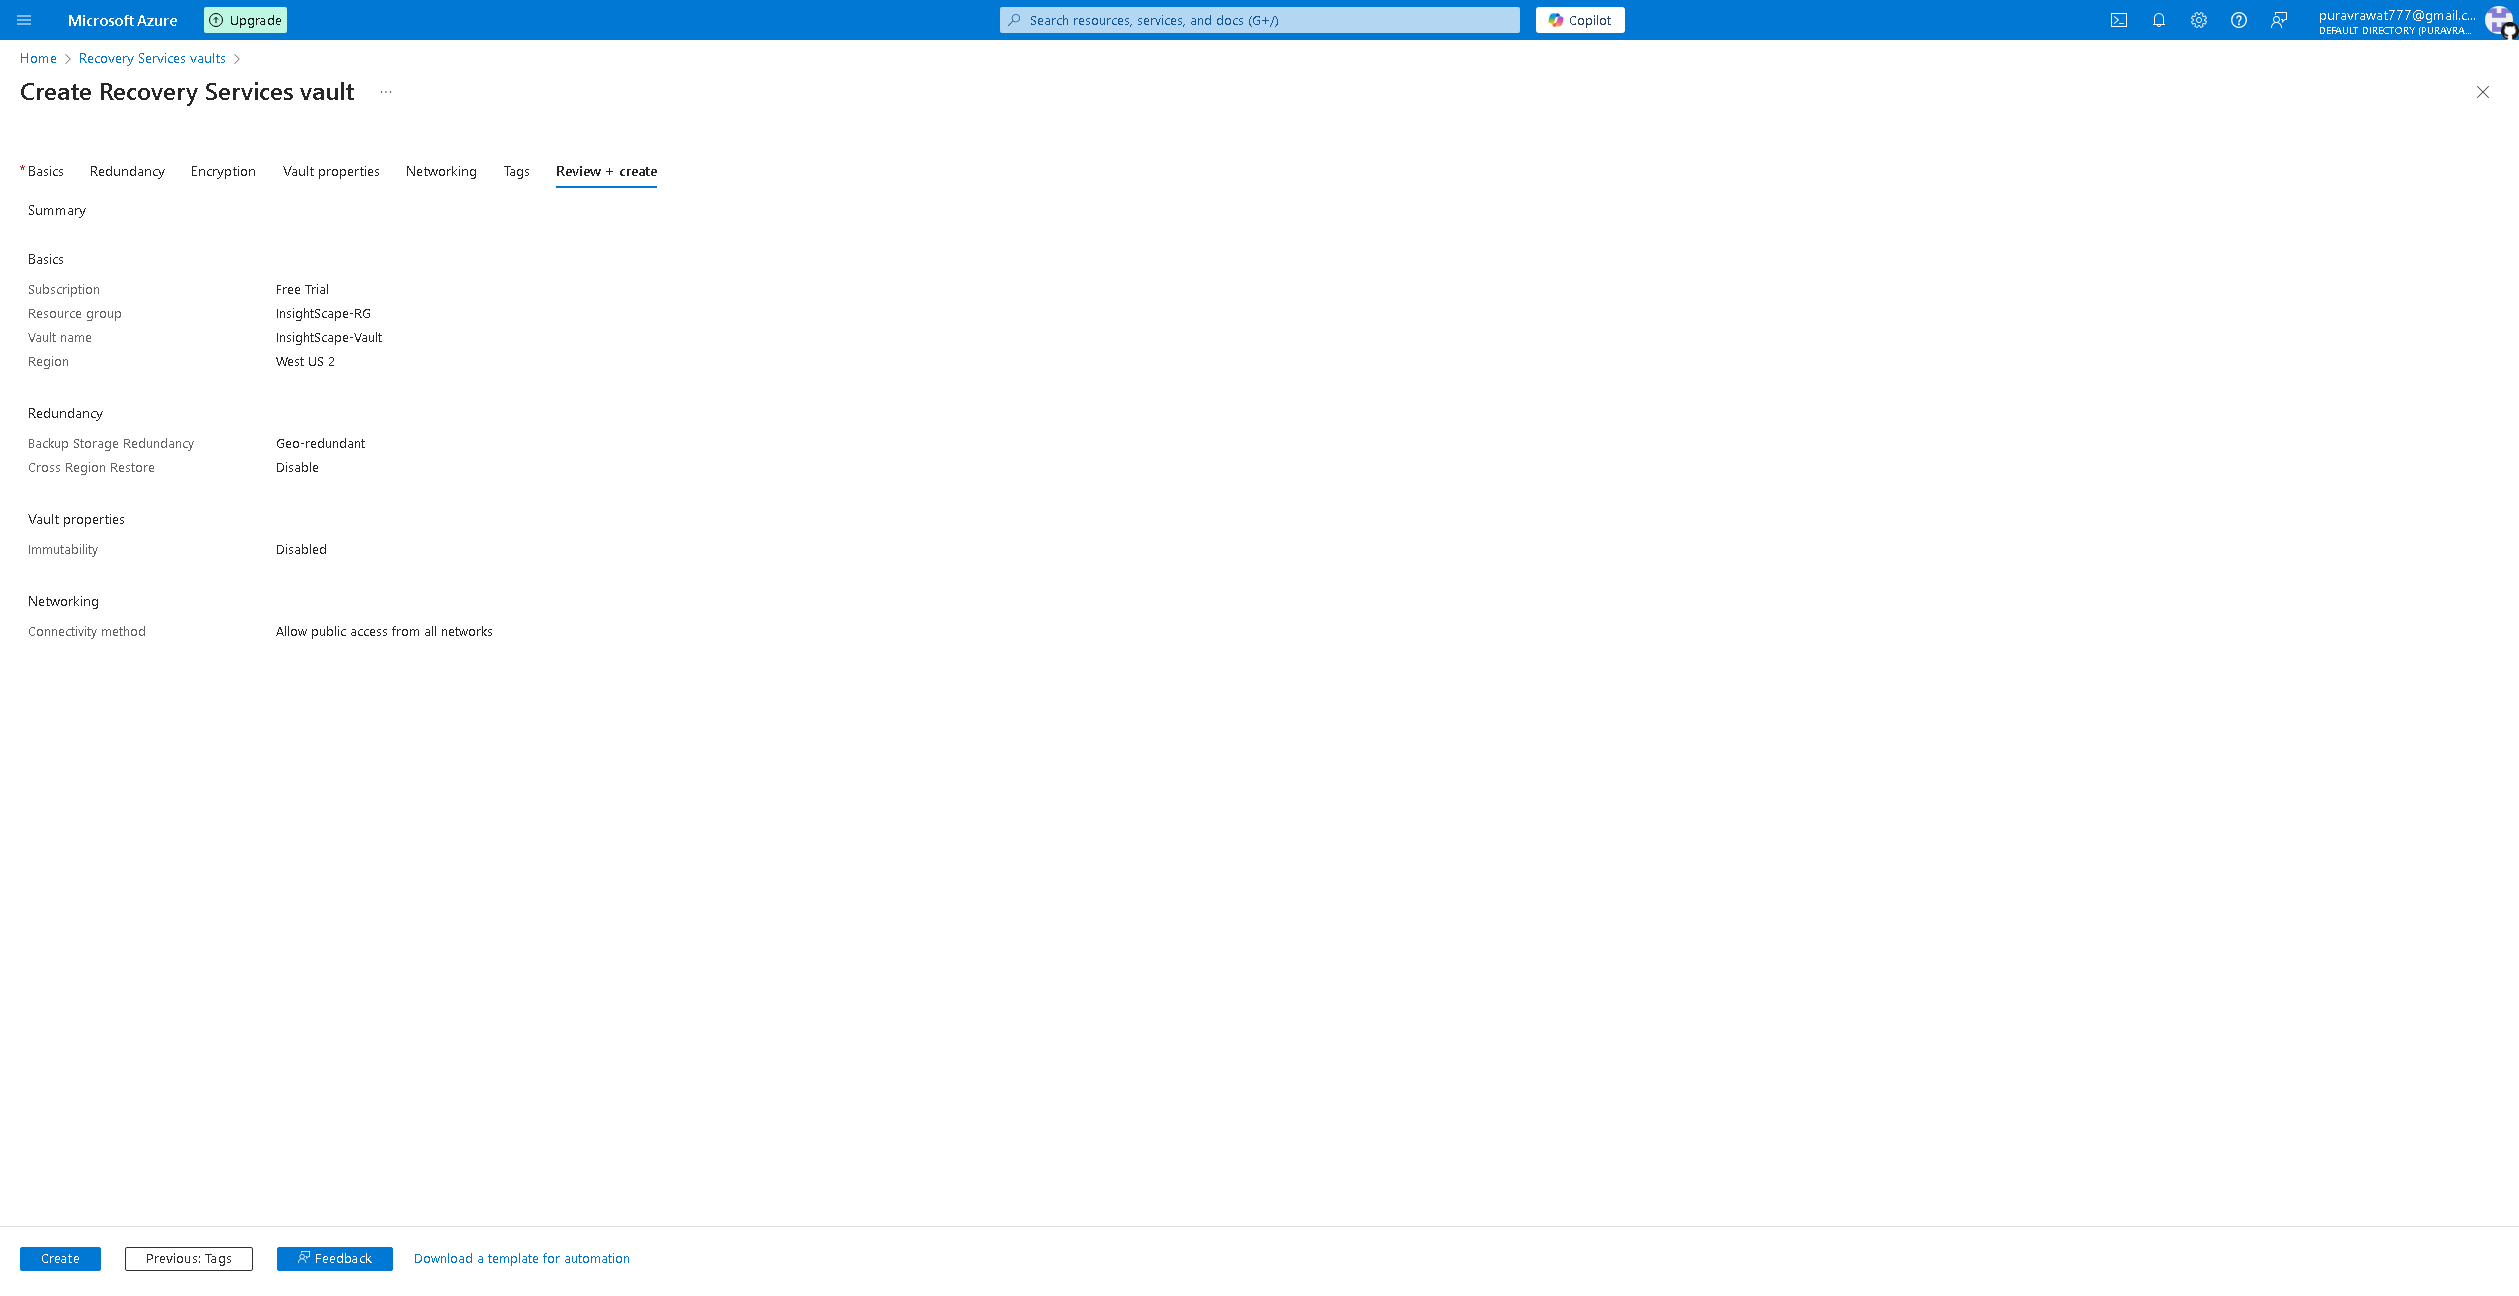 Microsoft Azure
Upgrade
Search resources, services, and docs (G+/)
Copilot
puravrawat777@gmail.c...
DEFAULT DIRECTORY (PURAVRA...
Home > Recovery Services vaults >
Create Recovery Services vault ...
* Basics Redundancy Encryption Vault properties Networking Tags Review + create
Summary
Basics
Subscription Free Trial
Resource group InsightScape-RG
Vault name InsightScape-Vault
Region West US 2
Redundancy
Backup Storage Redundancy Geo-redundant
Cross Region Restore Disable
Vault properties
Immutability Disabled
Networking
Connectivity method Allow public access from all networks
Create Previous: Tags Feedback Download a template for automation